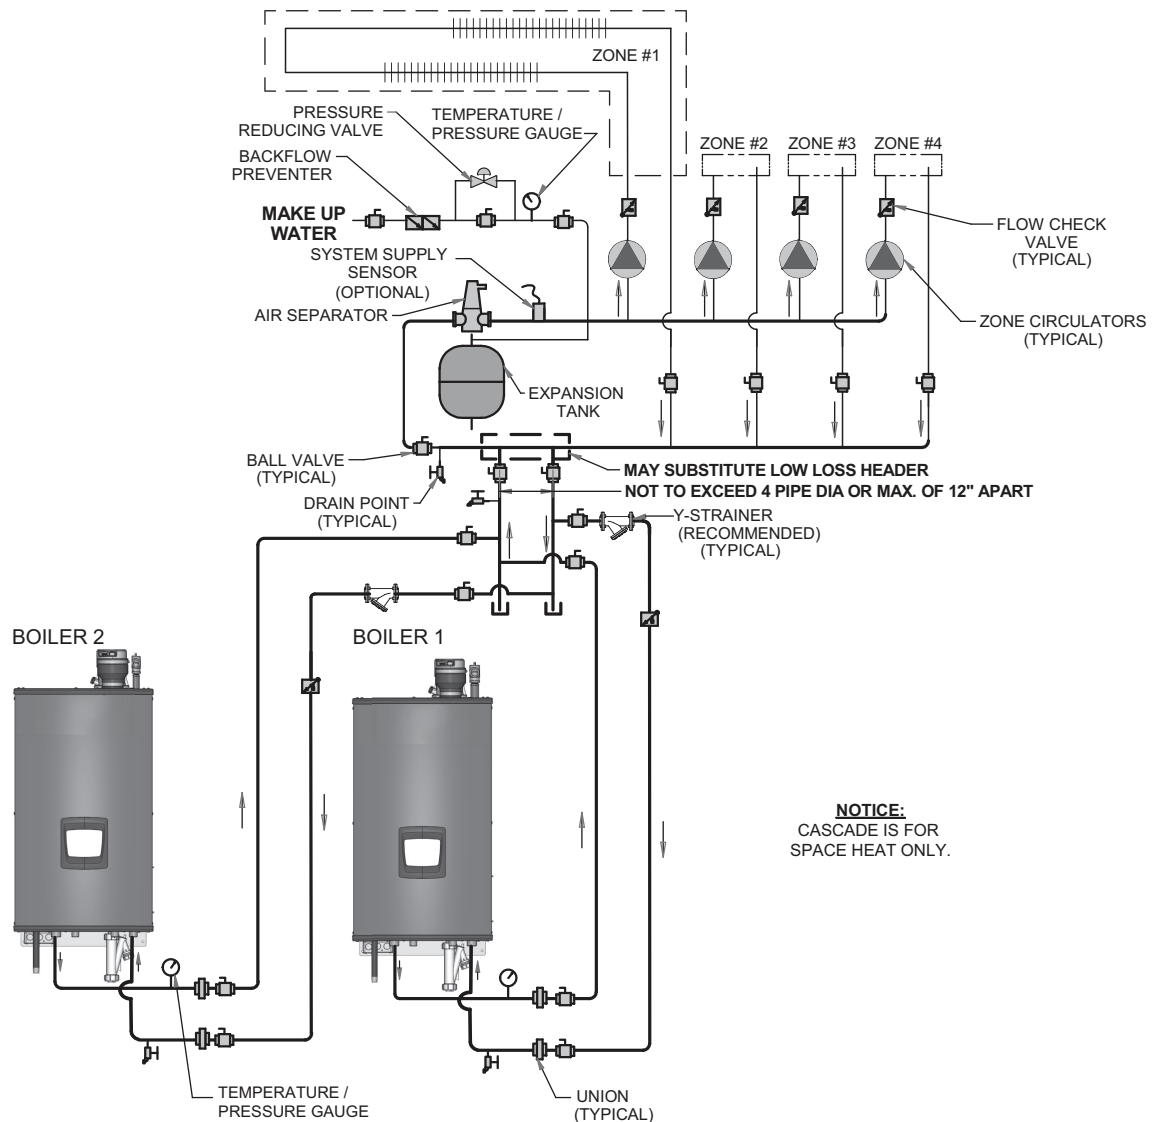 ZONE #1
PRESSURE
REDUCING VALVE
TEMPERATURE /
PRESSURE GAUGE
BACKFLOW
PREVENTER
ZONE #2
ZONE #3
ZONE #4
MAKE UP
WATER
FLOW CHECK
VALVE
(TYPICAL)
SYSTEM SUPPLY
SENSOR
(OPTIONAL)
AIR SEPARATOR
ZONE CIRCULATORS
(TYPICAL)
EXPANSION
TANK
BALL VALVE
(TYPICAL)
MAY SUBSTITUTE LOW LOSS HEADER
NOT TO EXCEED 4 PIPE DIA OR MAX. OF 12" APART
DRAIN POINT
(TYPICAL)
Y-STRAINER
(RECOMMENDED)
(TYPICAL)
BOILER 2
BOILER 1
NOTICE:
CASCADE IS FOR
SPACE HEAT ONLY.
TEMPERATURE /
PRESSURE GAUGE
UNION
(TYPICAL)